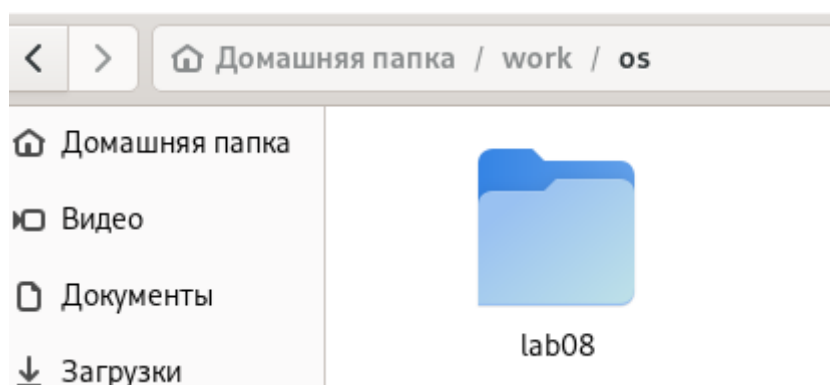 Домашняя папка / work / os
Домашняя папка
Видео
Документы
Загрузки
lab08